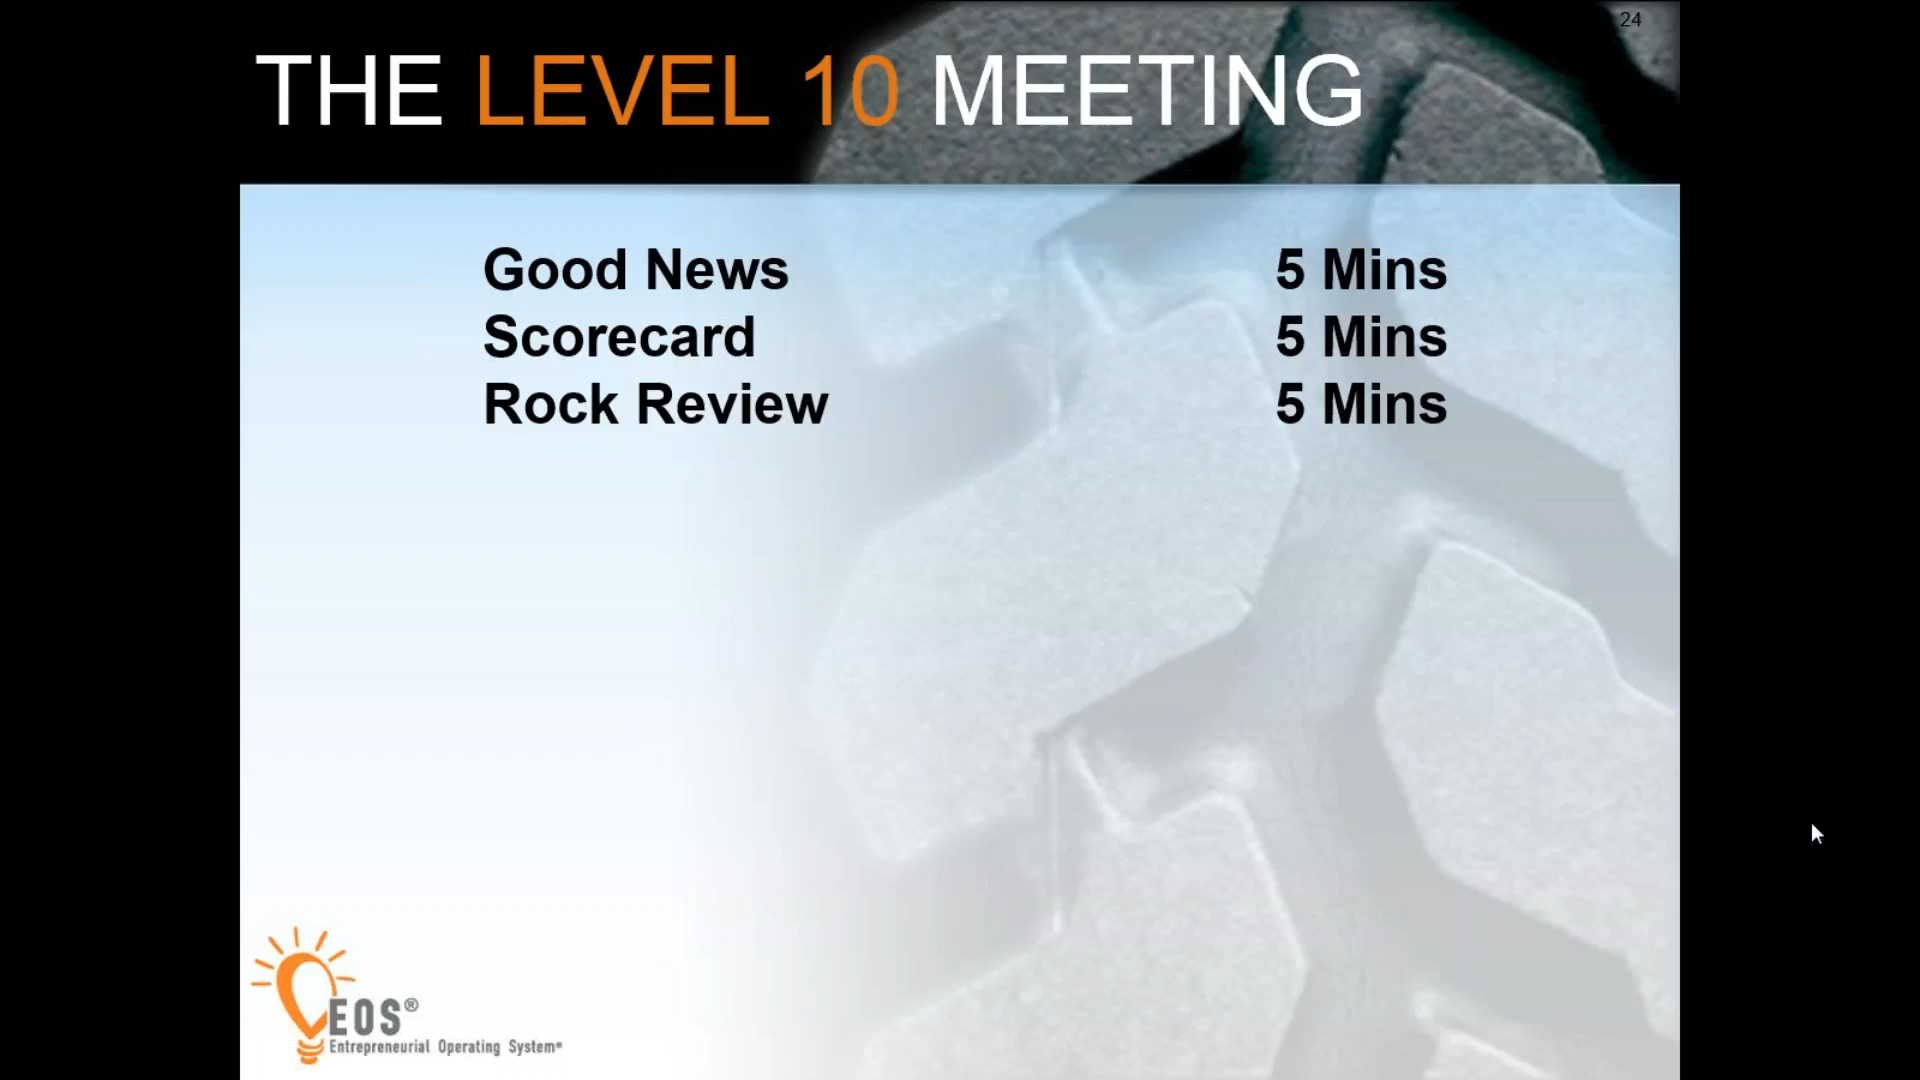 24
THE LEVEL 10 MEETING
Good News 5 Mins
Scorecard 5 Mins
Rock Review 5 Mins
EOS®
Entrepreneurial Operating System®